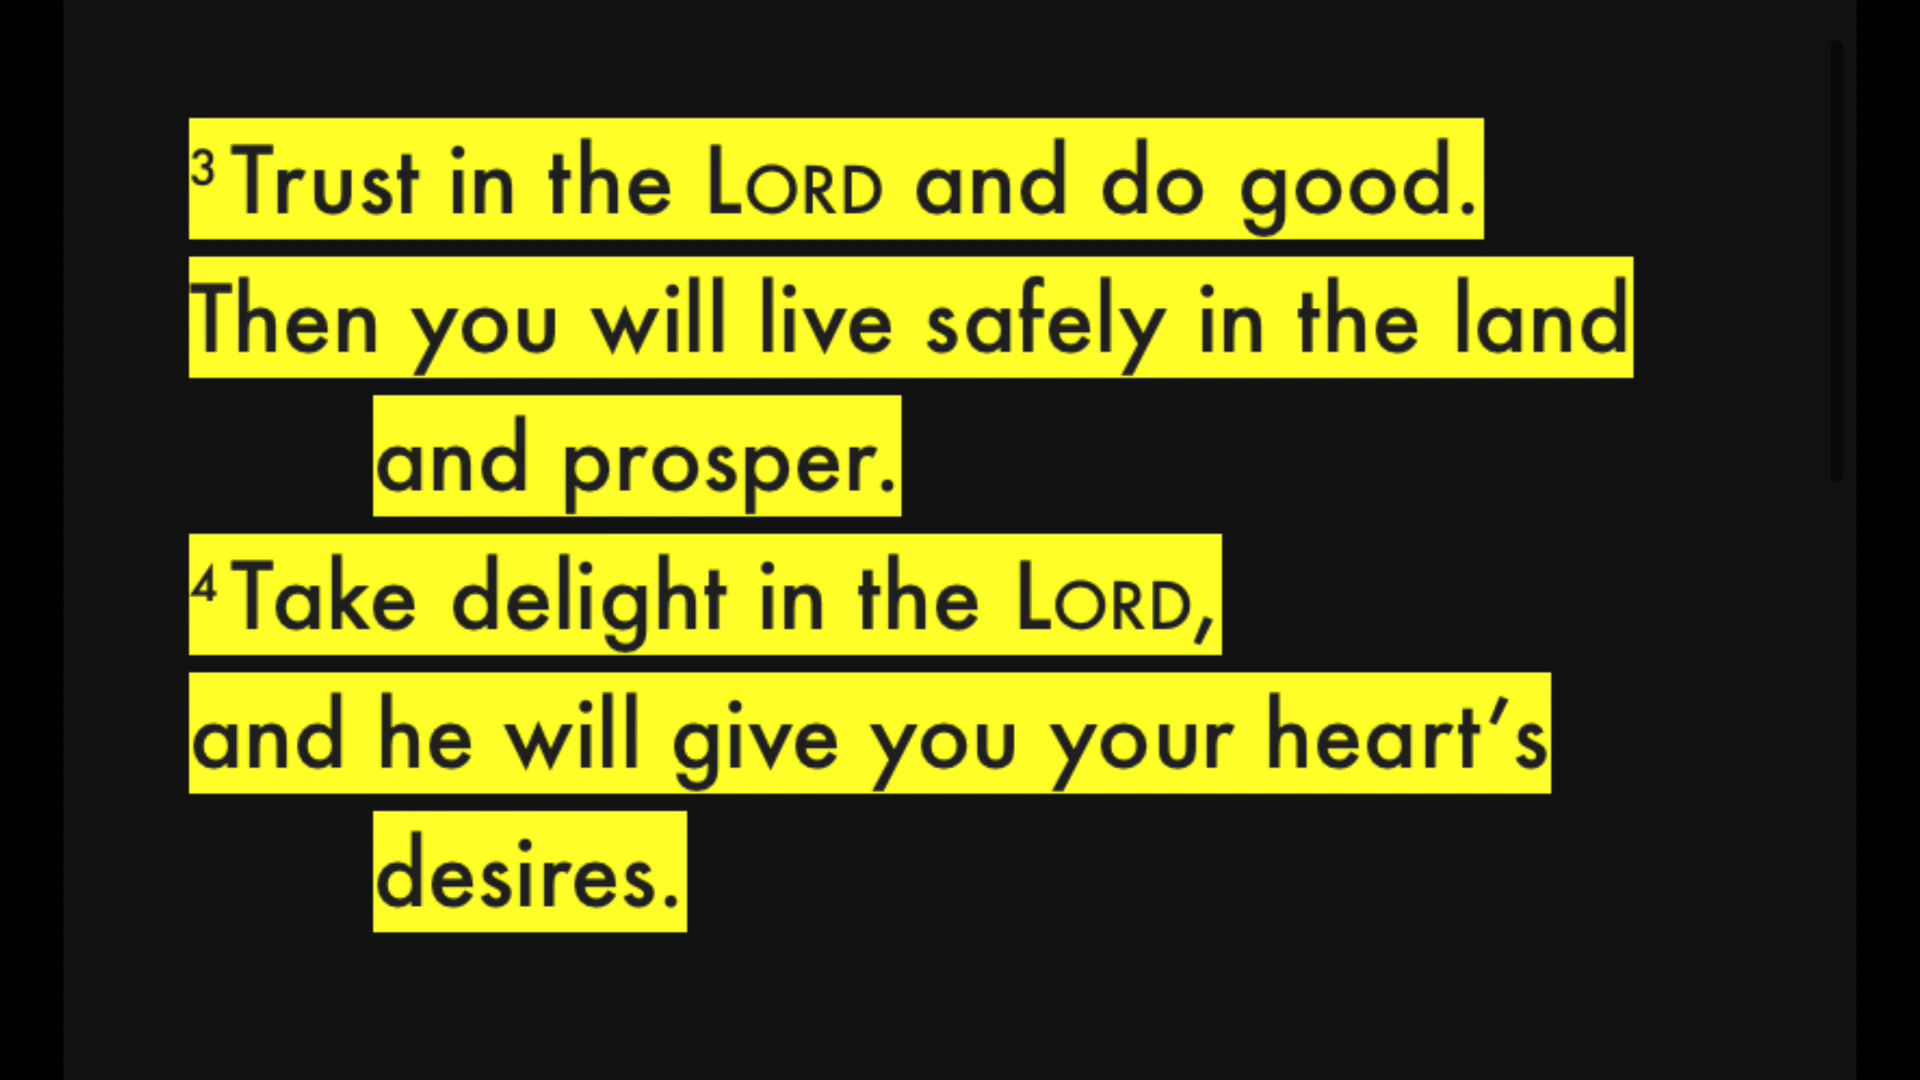 3 Trust in the LORD and do good.
Then you will live safely in the land
and prosper.
4 Take delight in the LORD,
and he will give you your heart’s
desires.